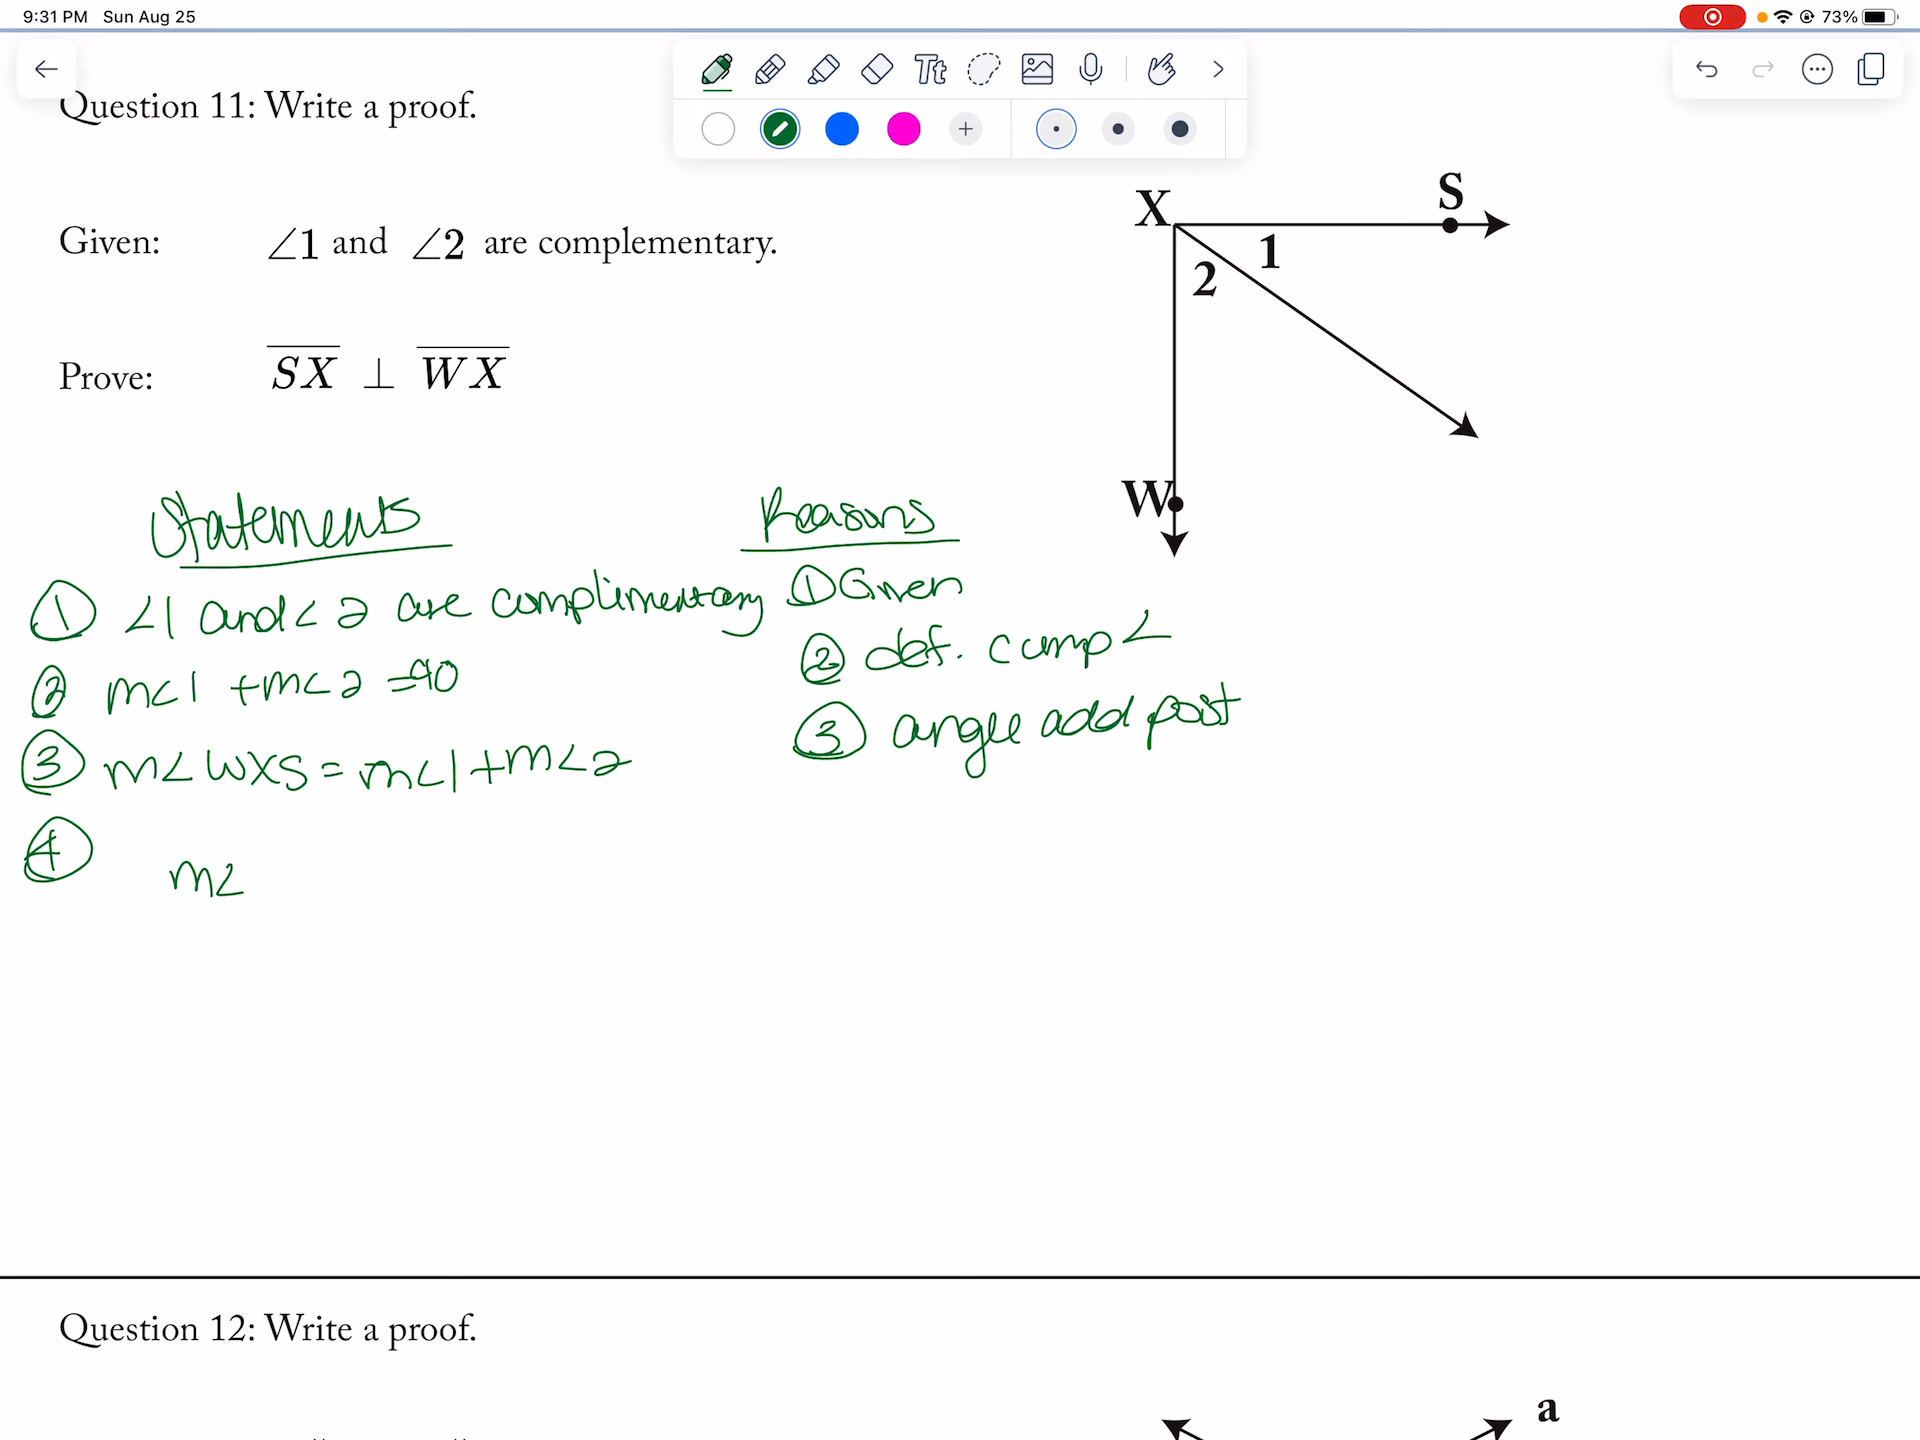 9:31 PM Sun Aug 25
73%
Tt
Question 11: Write a proof.
Given: ∠1 and ∠2 are complementary.
Prove: SX ⊥ WX
X
S
1
2
W
Statements
Reasons
① ∠1 and ∠2 are complimentary
① Given
② m∠1 + m∠2 = 90
② def. comp ∠
③ m∠WXS = m∠1 + m∠2
③ angle add post
④
m∠
Question 12: Write a proof.
a